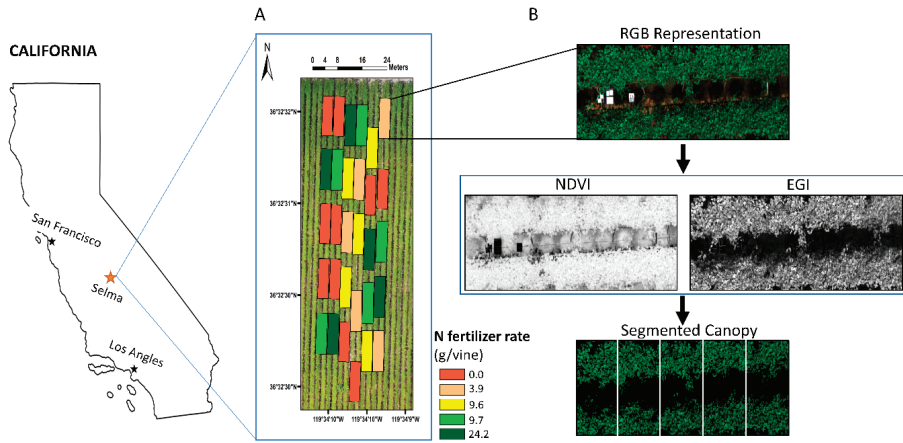 A
B
CALIFORNIA
San Francisco
Selma
Los Angles
N
0 4 8 16 24
Meters
36°32'32"N
36°32'31"N
36°32'30"N
36°32'30"N
119°34'10"W 119°34'10"W 119°34'9"W
N fertilizer rate
(g/vine)
0.0
3.9
9.6
9.7
24.2
RGB Representation
NDVI
EGI
Segmented Canopy